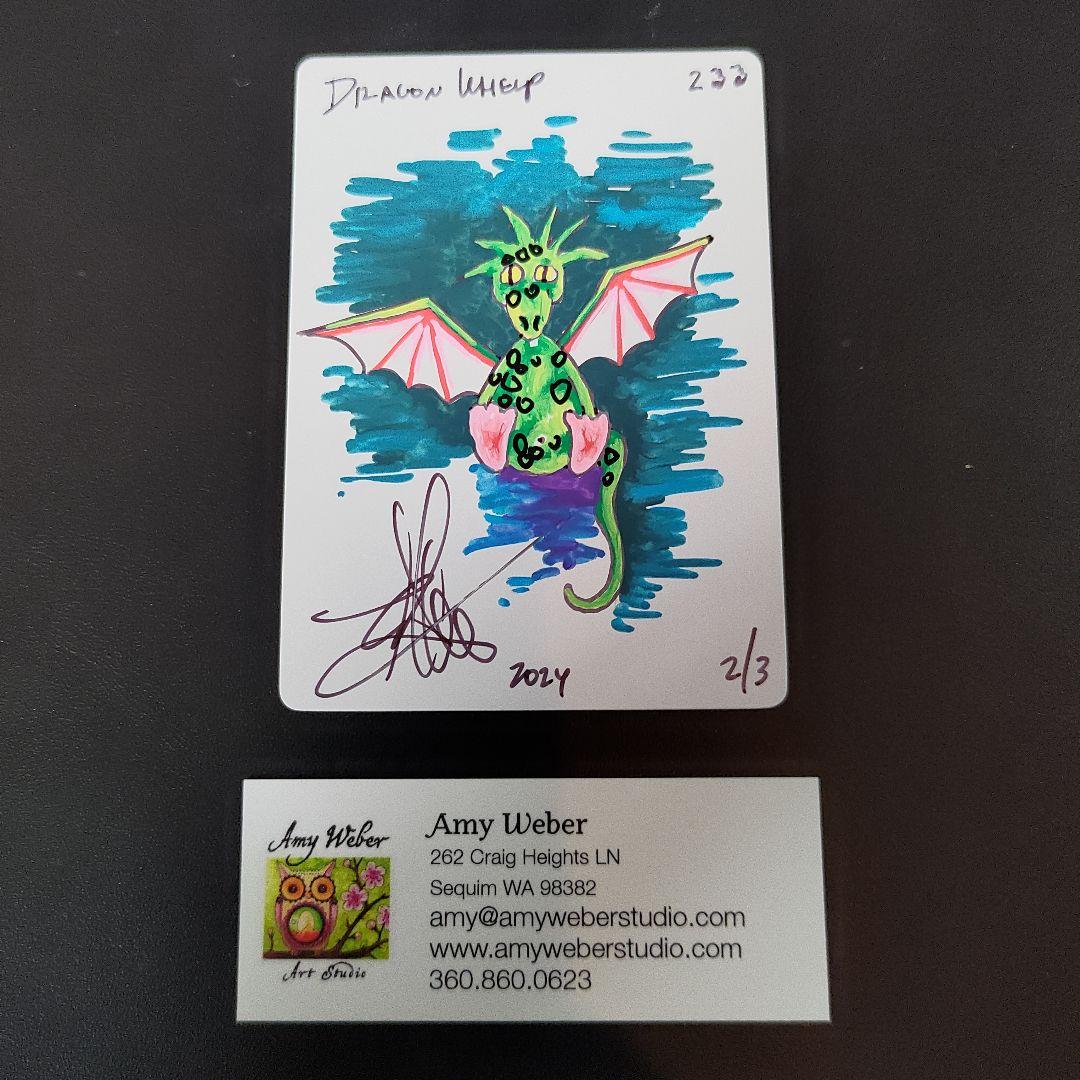 Dragon Whelp
233
2024
2/3
Amy Weber
Art Studio
Amy Weber
262 Craig Heights LN
Sequim WA 98382
amy@amyweberstudio.com
www.amyweberstudio.com
360.860.0623